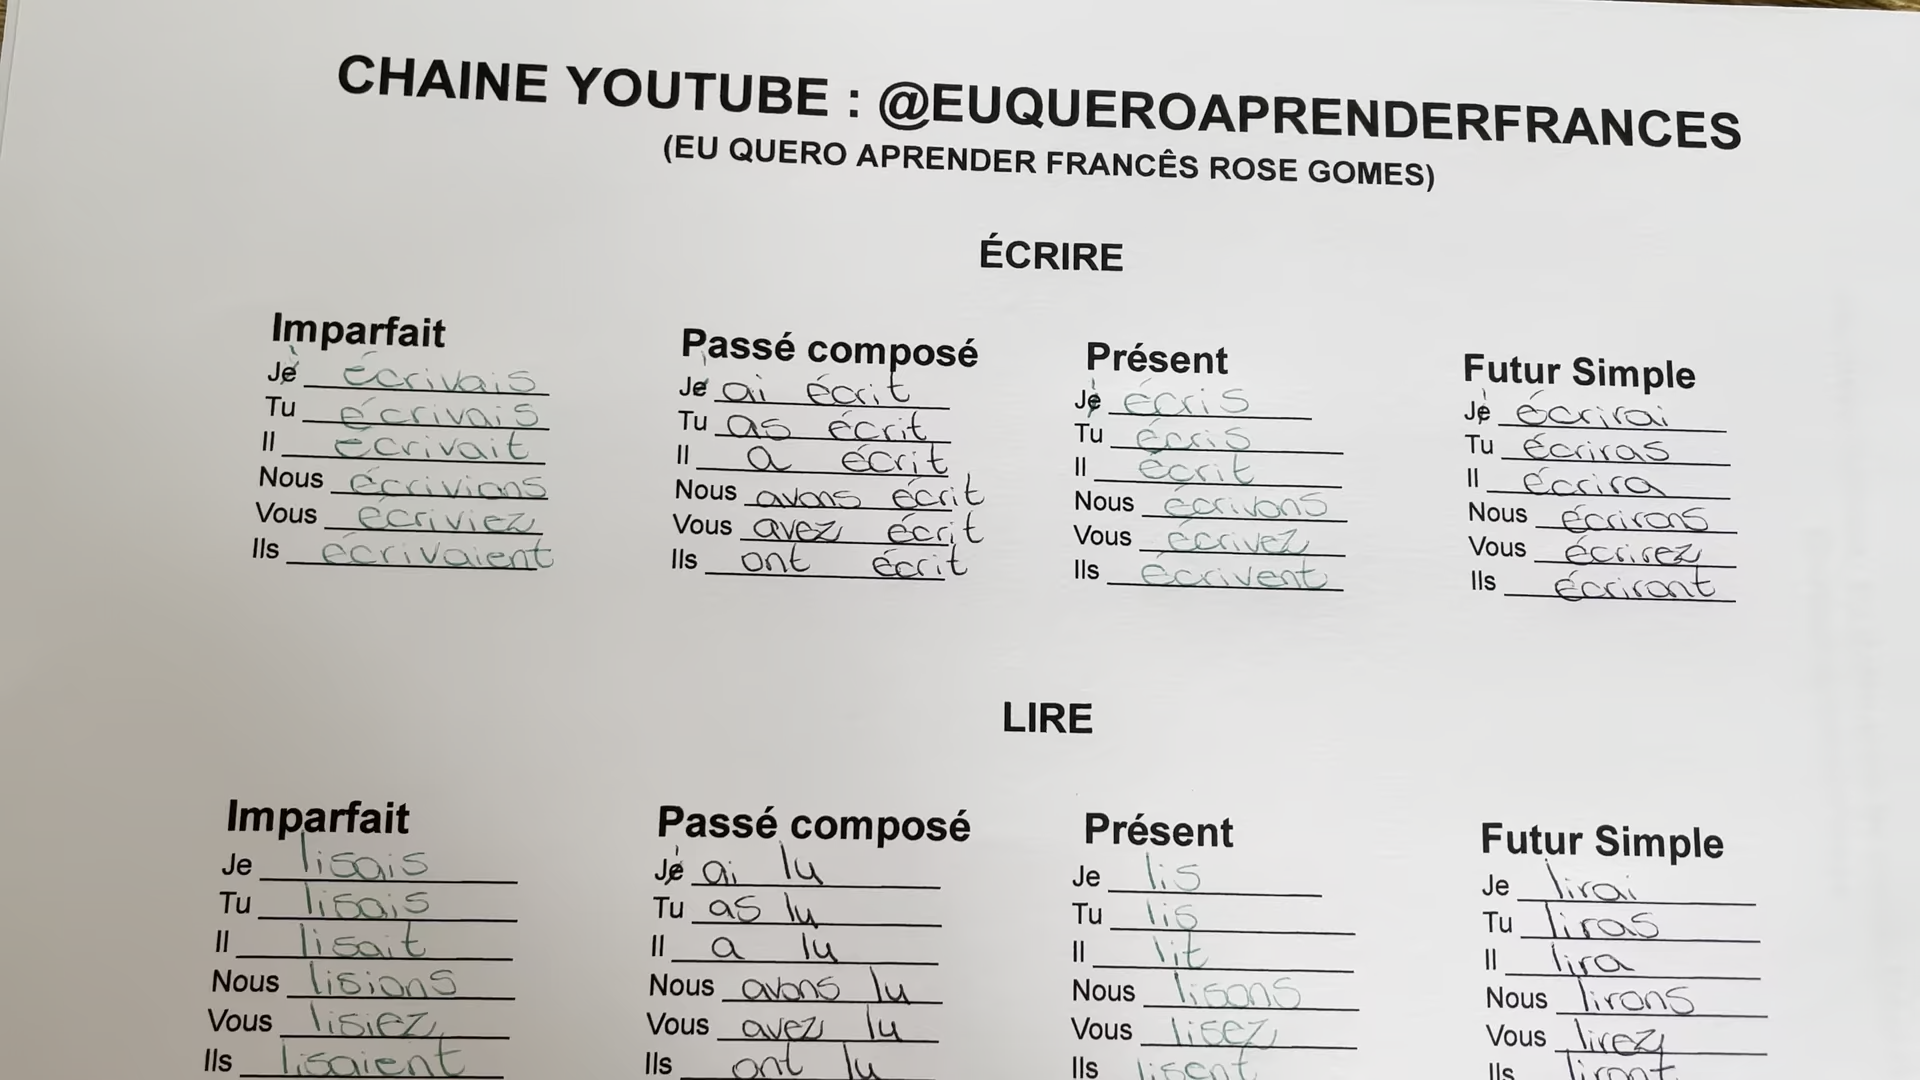 CHAINE YOUTUBE : @EUQUEROAPRENDERFRANCES
(EU QUERO APRENDER FRANCÊS ROSE GOMES)
ÉCRIRE
Imparfait
J' écrivais
Tu écrivais
Il écrivait
Nous écrivions
Vous écriviez
Ils écrivaient
Passé composé
J' ai écrit
Tu as écrit
Il a écrit
Nous avons écrit
Vous avez écrit
Ils ont écrit
Présent
J' écris
Tu écris
Il écrit
Nous écrivons
Vous écrivez
Ils écrivent
Futur Simple
J' écrirai
Tu écriras
Il écrira
Nous écrirons
Vous écrirez
Ils écriront
LIRE
Imparfait
Je lisais
Tu lisais
Il lisait
Nous lisions
Vous lisiez
Ils lisaient
Passé composé
J' ai lu
Tu as lu
Il a lu
Nous avons lu
Vous avez lu
Ils ont lu
Présent
Je lis
Tu lis
Il lit
Nous lisons
Vous lisez
Ils lisent
Futur Simple
Je lirai
Tu liras
Il lira
Nous lirons
Vous lirez
Ils liront